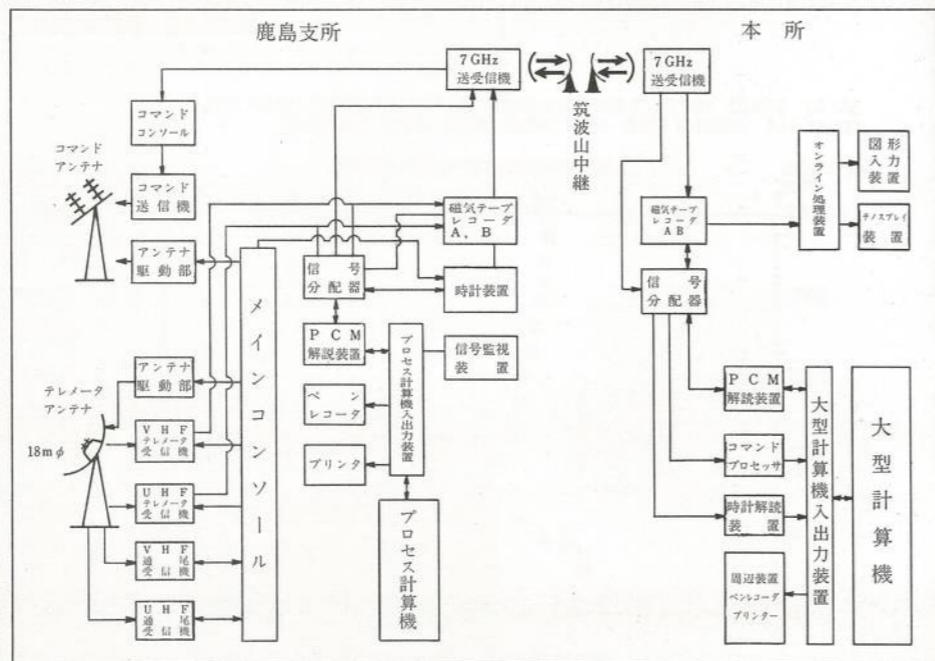 鹿島支所
本所
7GHz
送受信機
7GHz
送受信機
筑波山中継
コマンド
コンソール
コマンド
アンテナ
コマンド
送信機
アンテナ
駆動部
メインコンソール
磁気テープ
レコーダ
A、B
信号
分配器
時計装置
PCM
解説装置
プロセス計算機入出力装置
信号監視
装置
ペン
レコーダ
プリンタ
プロセス計算機
アンテナ
駆動部
テレメータ
アンテナ
18mφ
VHF
テレメータ
受信機
UHF
テレメータ
受信機
VHF
追尾
受信機
UHF
追尾
受信機
磁気テープ
レコーダ
AB
オンライン処理装置
図形
入力
装置
装置
信号
分配器
PCM
解読装置
コマンド
プロセッサ
時計解読
装置
周辺装置
ペンレコーダ
プリンター
大型計算機入出力装置
大型計算機